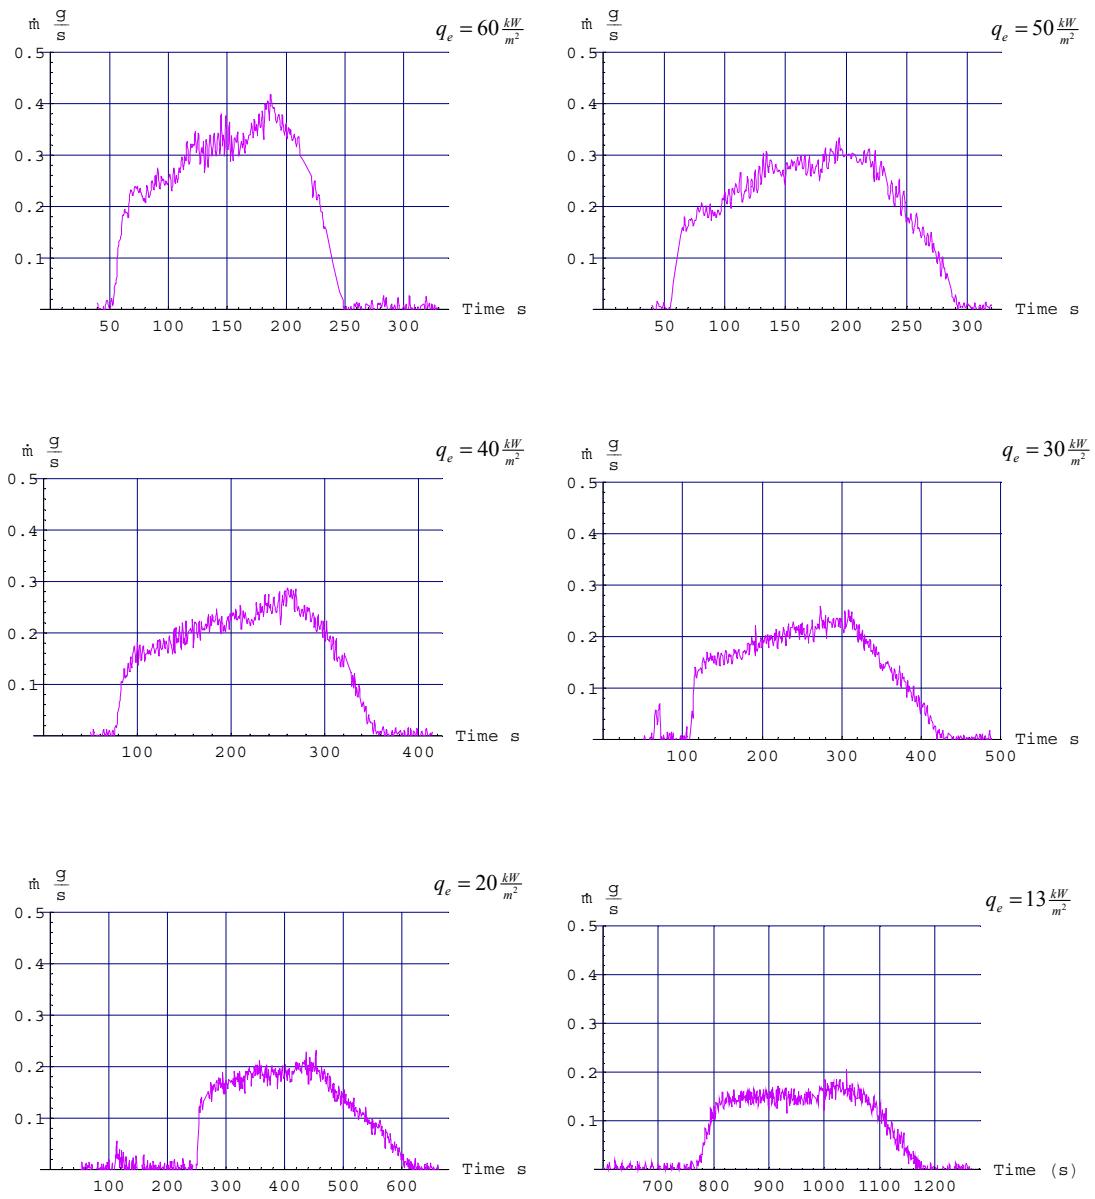 ṁ g/s
q_e = 60 kW/m²
0.5
0.4
0.3
0.2
0.1
50 100 150 200 250 300
Time s
ṁ g/s
q_e = 50 kW/m²
0.5
0.4
0.3
0.2
0.1
50 100 150 200 250 300
Time s
ṁ g/s
q_e = 40 kW/m²
0.5
0.4
0.3
0.2
0.1
100 200 300 400
Time s
ṁ g/s
q_e = 30 kW/m²
0.5
0.4
0.3
0.2
0.1
100 200 300 400 500
Time s
ṁ g/s
q_e = 20 kW/m²
0.5
0.4
0.3
0.2
0.1
100 200 300 400 500 600
Time s
ṁ g/s
q_e = 13 kW/m²
0.5
0.4
0.3
0.2
0.1
700 800 900 1000 1100 1200
Time (s)